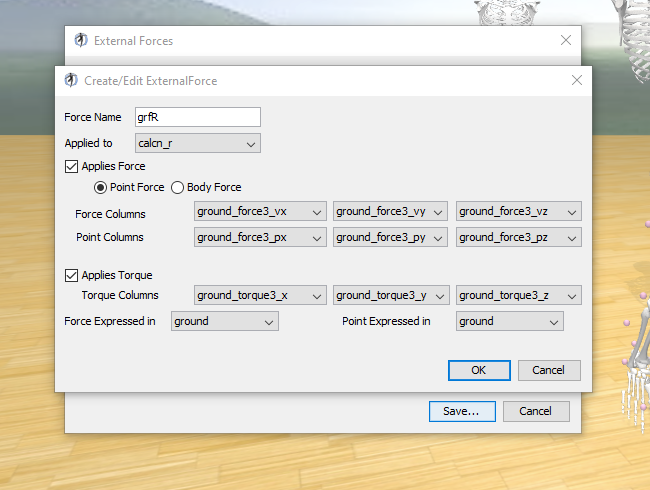 External Forces
Create/Edit ExternalForce
Force Name grfR
Applied to calcn_r
Applies Force
Point Force Body Force
Force Columns ground_force3_vx ground_force3_vy ground_force3_vz
Point Columns ground_force3_px ground_force3_py ground_force3_pz
Applies Torque
Torque Columns ground_torque3_x ground_torque3_y ground_torque3_z
Force Expressed in ground Point Expressed in ground
OK Cancel
Save... Cancel